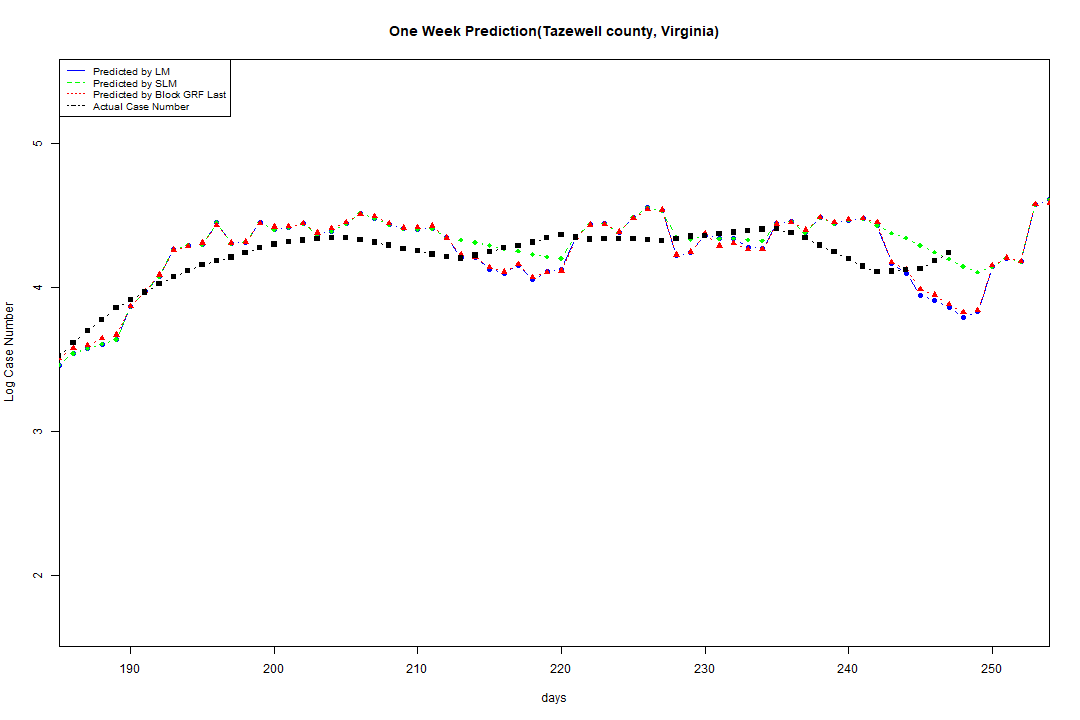 One Week Prediction(Tazewell county, Virginia)
Predicted by LM
Predicted by SLM
Predicted by Block GRF Last
Actual Case Number
5
4
3
2
Log Case Number
190 200 210 220 230 240 250
days